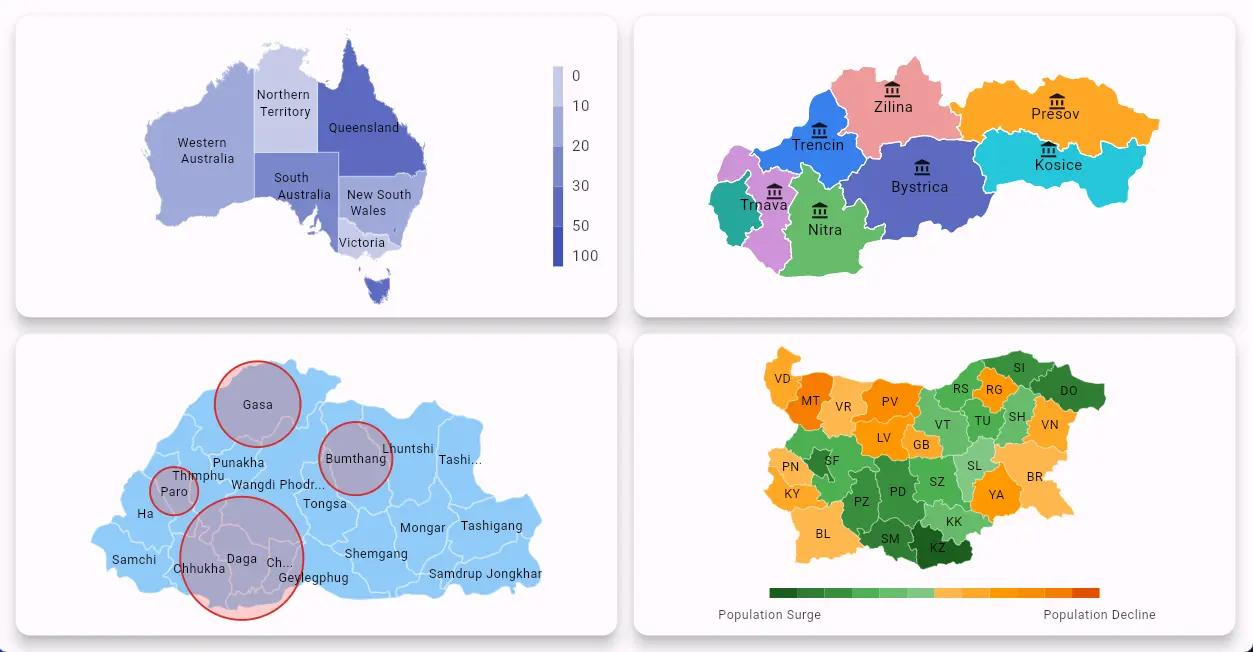 Northern
Territory
Queensland
Western
Australia
South
Australia
New South
Wales
Victoria
0
10
20
30
50
100
Zilina
Presov
Trencin
Kosice
Bystrica
Trnava
Nitra
Gasa
Lhuntshi
Bumthang
Tashi...
Punakha
Thimphu
Wangdi Phodr...
Paro
Tongsa
Ha
Mongar
Tashigang
Samchi
Shemgang
Daga
Ch...
Chhukha
Geylegphug
Samdrup Jongkhar
VD
SI
MT
VR
PV
RS
RG
DO
VT
TU
SH
VN
LV
GB
PN
SF
SL
BR
KY
PZ
PD
SZ
YA
BL
SM
KK
KZ
Population Surge
Population Decline